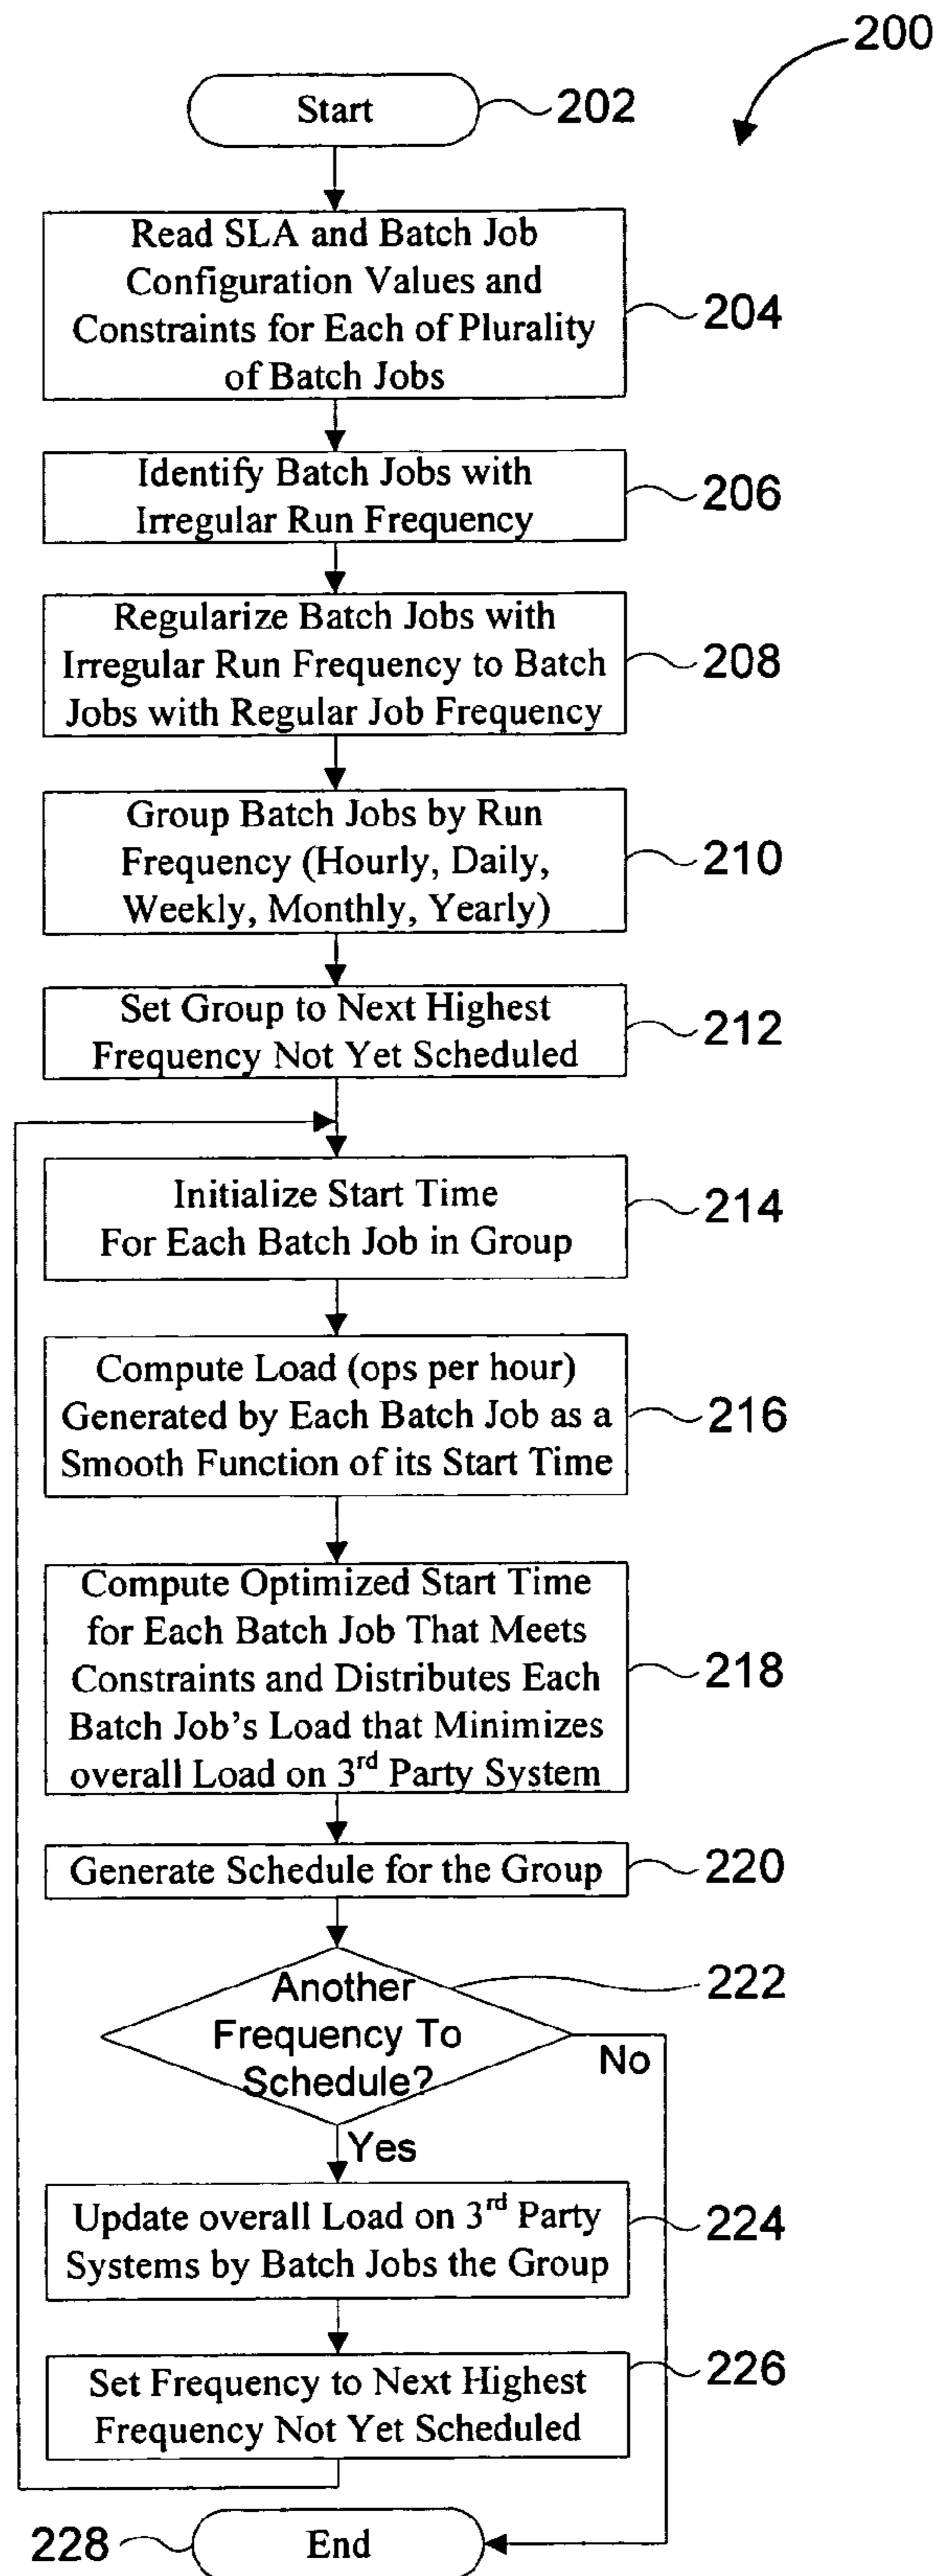 200
Start
202
Read SLA and Batch Job
Configuration Values and
Constraints for Each of Plurality
of Batch Jobs
204
Identify Batch Jobs with
Irregular Run Frequency
206
Regularize Batch Jobs with
Irregular Run Frequency to Batch
Jobs with Regular Job Frequency
208
Group Batch Jobs by Run
Frequency (Hourly, Daily,
Weekly, Monthly, Yearly)
210
Set Group to Next Highest
Frequency Not Yet Scheduled
212
Initialize Start Time
For Each Batch Job in Group
214
Compute Load (ops per hour)
Generated by Each Batch Job as a
Smooth Function of its Start Time
216
Compute Optimized Start Time
for Each Batch Job That Meets
Constraints and Distributes Each
Batch Job's Load that Minimizes
overall Load on 3rd Party System
218
Generate Schedule for the Group
220
Another
Frequency To
Schedule?
222
No
Yes
Update overall Load on 3rd Party
Systems by Batch Jobs the Group
224
Set Frequency to Next Highest
Frequency Not Yet Scheduled
226
228
End